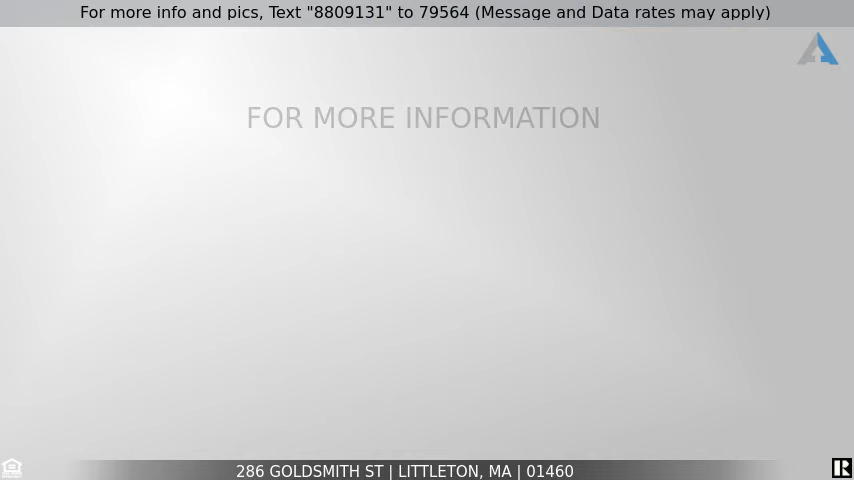 For more info and pics, Text "8809131" to 79564 (Message and Data rates may apply)
FOR MORE INFORMATION
286 GOLDSMITH ST | LITTLETON, MA | 01460